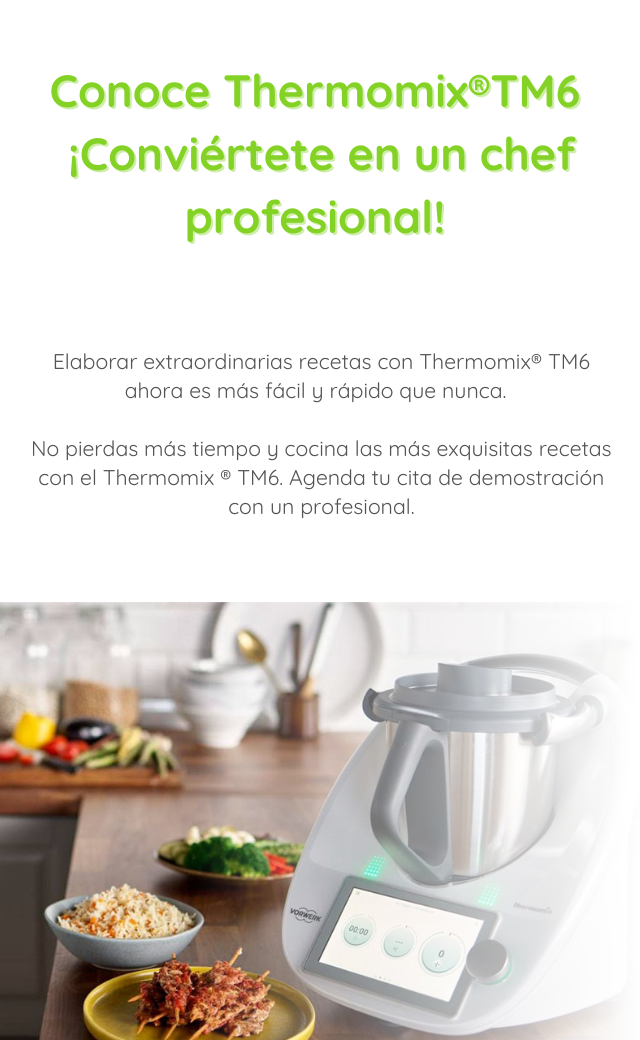 Conoce Thermomix®TM6
¡Conviértete en un chef
profesional!
Elaborar extraordinarias recetas con Thermomix® TM6
ahora es más fácil y rápido que nunca.
No pierdas más tiempo y cocina las más exquisitas recetas
con el Thermomix ® TM6. Agenda tu cita de demostración
con un profesional.
VORWERK
thermomix
00:00
0